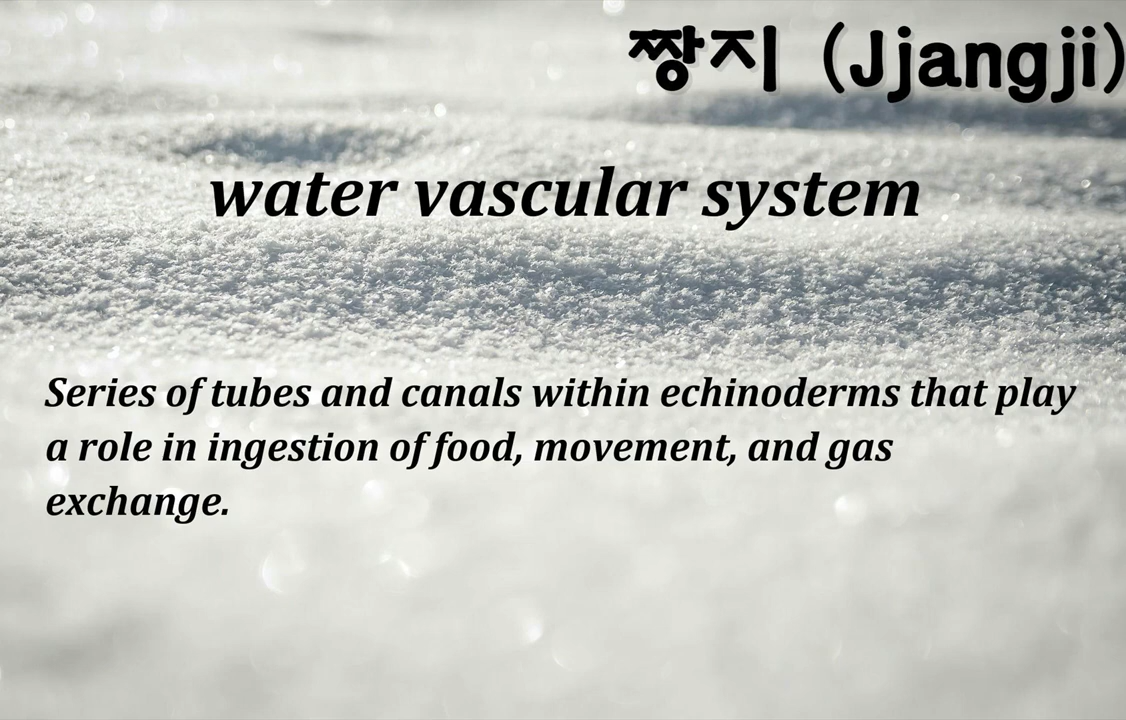 짱지 (Jjangji)
water vascular system
Series of tubes and canals within echinoderms that play
a role in ingestion of food, movement, and gas
exchange.